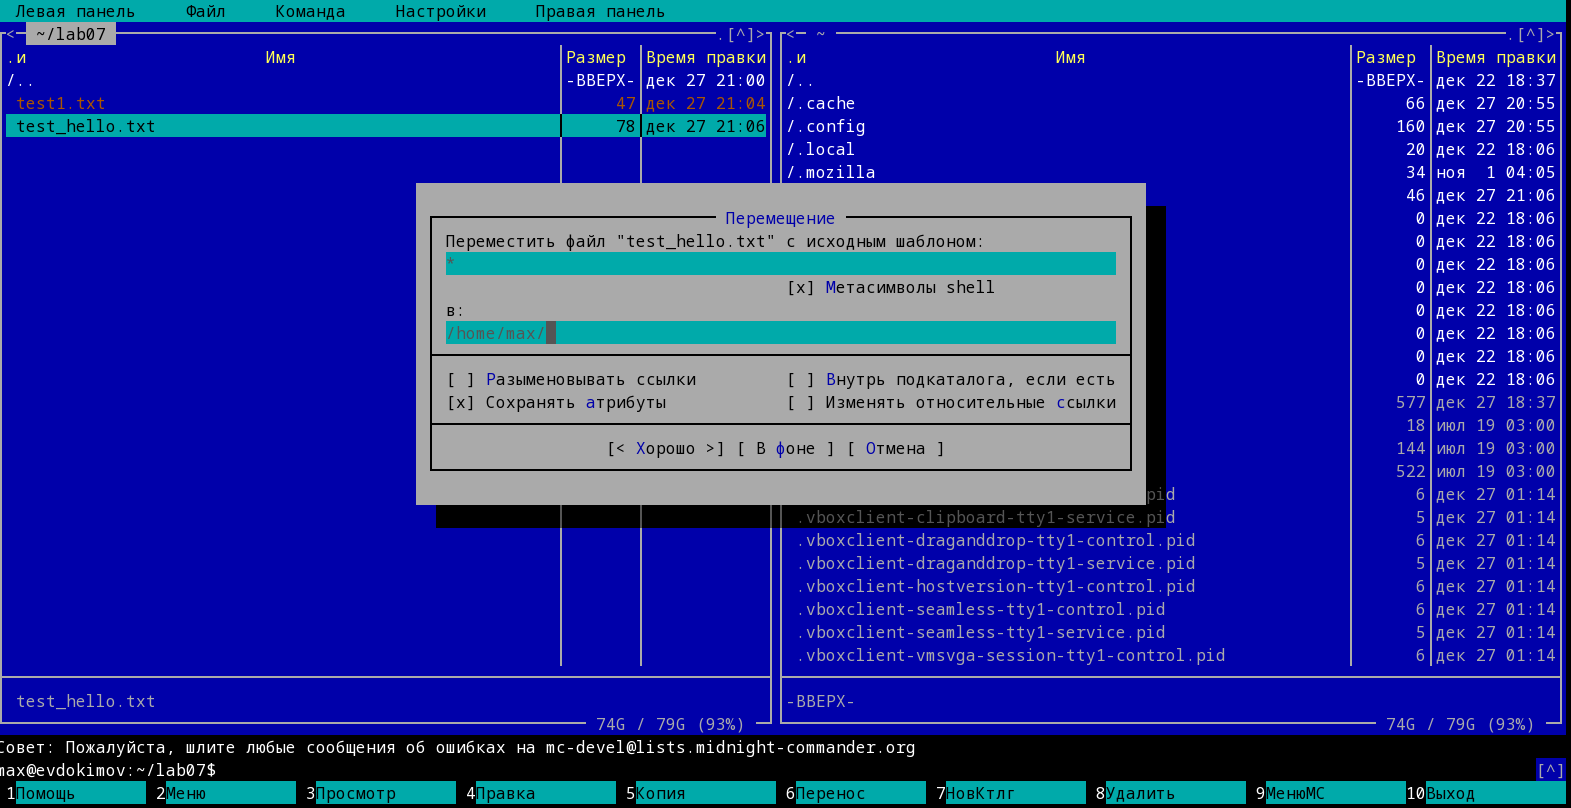 Левая панель Файл Команда Настройки Правая панель
<- ~/lab07 .[^]> <- ~ .[^]>
.и Имя Размер Время правки .и Имя Размер Время правки
/.. -ВВЕРХ- дек 27 21:00 /.. -ВВЕРХ- дек 22 18:37
test1.txt 47 дек 27 21:04 /.cache 66 дек 27 20:55
test_hello.txt 78 дек 27 21:06 /.config 160 дек 27 20:55
/.local 20 дек 22 18:06
/.mozilla 34 ноя 1 04:05
46 дек 27 21:06
Перемещение 0 дек 22 18:06
Переместить файл "test_hello.txt" с исходным шаблоном: 0 дек 22 18:06
* 0 дек 22 18:06
[x] Метасимволы shell 0 дек 22 18:06
в: 0 дек 22 18:06
/home/max/ 0 дек 22 18:06
0 дек 22 18:06
[ ] Разыменовывать ссылки [ ] Внутрь подкаталога, если есть 0 дек 22 18:06
[x] Сохранять атрибуты [ ] Изменять относительные ссылки 577 дек 27 18:37
18 июл 19 03:00
[< Хорошо >] [ В фоне ] [ Отмена ] 144 июл 19 03:00
522 июл 19 03:00
pid 6 дек 27 01:14
.vboxclient-clipboard-tty1-service.pid 5 дек 27 01:14
.vboxclient-draganddrop-tty1-control.pid 6 дек 27 01:14
.vboxclient-draganddrop-tty1-service.pid 5 дек 27 01:14
.vboxclient-hostversion-tty1-control.pid 6 дек 27 01:14
.vboxclient-seamless-tty1-control.pid 6 дек 27 01:14
.vboxclient-seamless-tty1-service.pid 5 дек 27 01:14
.vboxclient-vmsvga-session-tty1-control.pid 6 дек 27 01:14
test_hello.txt -ВВЕРХ-
74G / 79G (93%) 74G / 79G (93%)
Совет: Пожалуйста, шлите любые сообщения об ошибках на mc-devel@lists.midnight-commander.org
max@evdokimov:~/lab07$ [^]
1Помощь 2Меню 3Просмотр 4Правка 5Копия 6Перенос 7НовКтлг 8Удалить 9МенюМС 10Выход